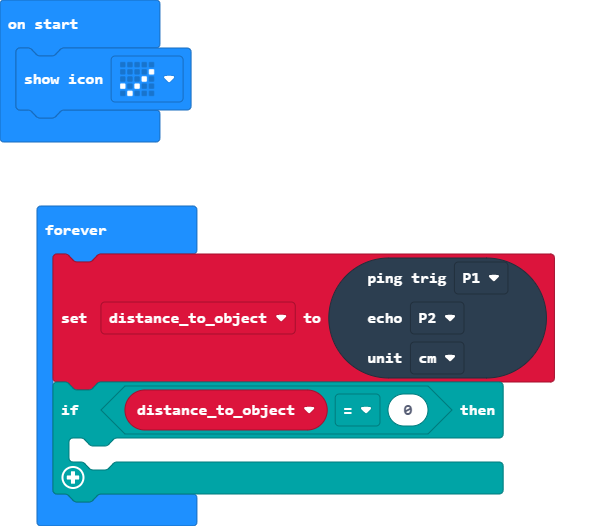 on start
show icon
forever
ping trig P1
set distance_to_object to echo P2
unit cm
if distance_to_object = 0 then